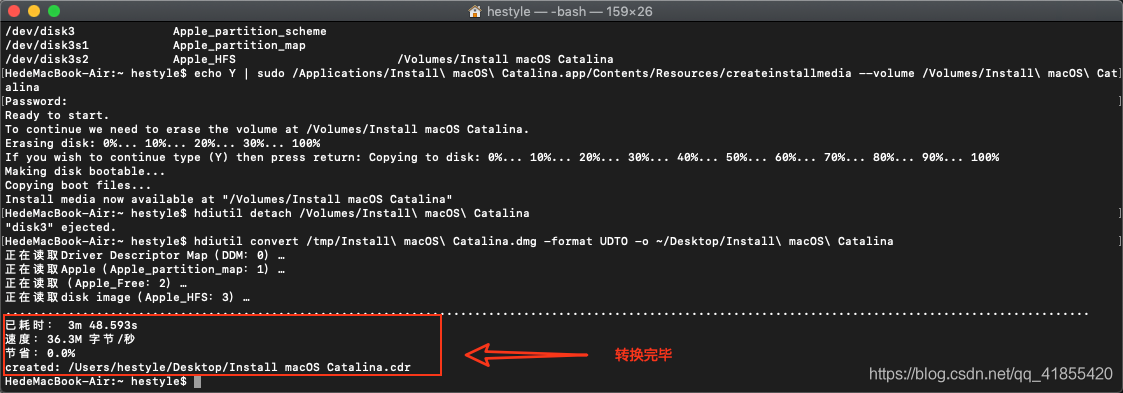 hestyle — -bash — 159×26
/dev/disk3 Apple_partition_scheme
/dev/disk3s1 Apple_partition_map
/dev/disk3s2 Apple_HFS /Volumes/Install macOS Catalina
[HedeMacBook-Air:~ hestyle$ echo Y | sudo /Applications/Install\ macOS\ Catalina.app/Contents/Resources/createinstallmedia --volume /Volumes/Install\ macOS\ Cat]
alina
[Password: ]
Ready to start.
To continue we need to erase the volume at /Volumes/Install macOS Catalina.
Erasing disk: 0%... 10%... 20%... 30%... 100%
If you wish to continue type (Y) then press return: Copying to disk: 0%... 10%... 20%... 30%... 40%... 50%... 60%... 70%... 80%... 90%... 100%
Making disk bootable...
Copying boot files...
Install media now available at "/Volumes/Install macOS Catalina"
[HedeMacBook-Air:~ hestyle$ hdiutil detach /Volumes/Install\ macOS\ Catalina ]
"disk3" ejected.
[HedeMacBook-Air:~ hestyle$ hdiutil convert /tmp/Install\ macOS\ Catalina.dmg -format UDTO -o ~/Desktop/Install\ macOS\ Catalina ]
正在读取Driver Descriptor Map (DDM: 0) …
正在读取Apple (Apple_partition_map: 1) …
正在读取 (Apple_Free: 2) …
正在读取disk image (Apple_HFS: 3) …
已耗时： 3m 48.593s
速度：36.3M 字节/秒
节省：0.0%
created: /Users/hestyle/Desktop/Install macOS Catalina.cdr
转换完毕
HedeMacBook-Air:~ hestyle$
https://blog.csdn.net/qq_41855420